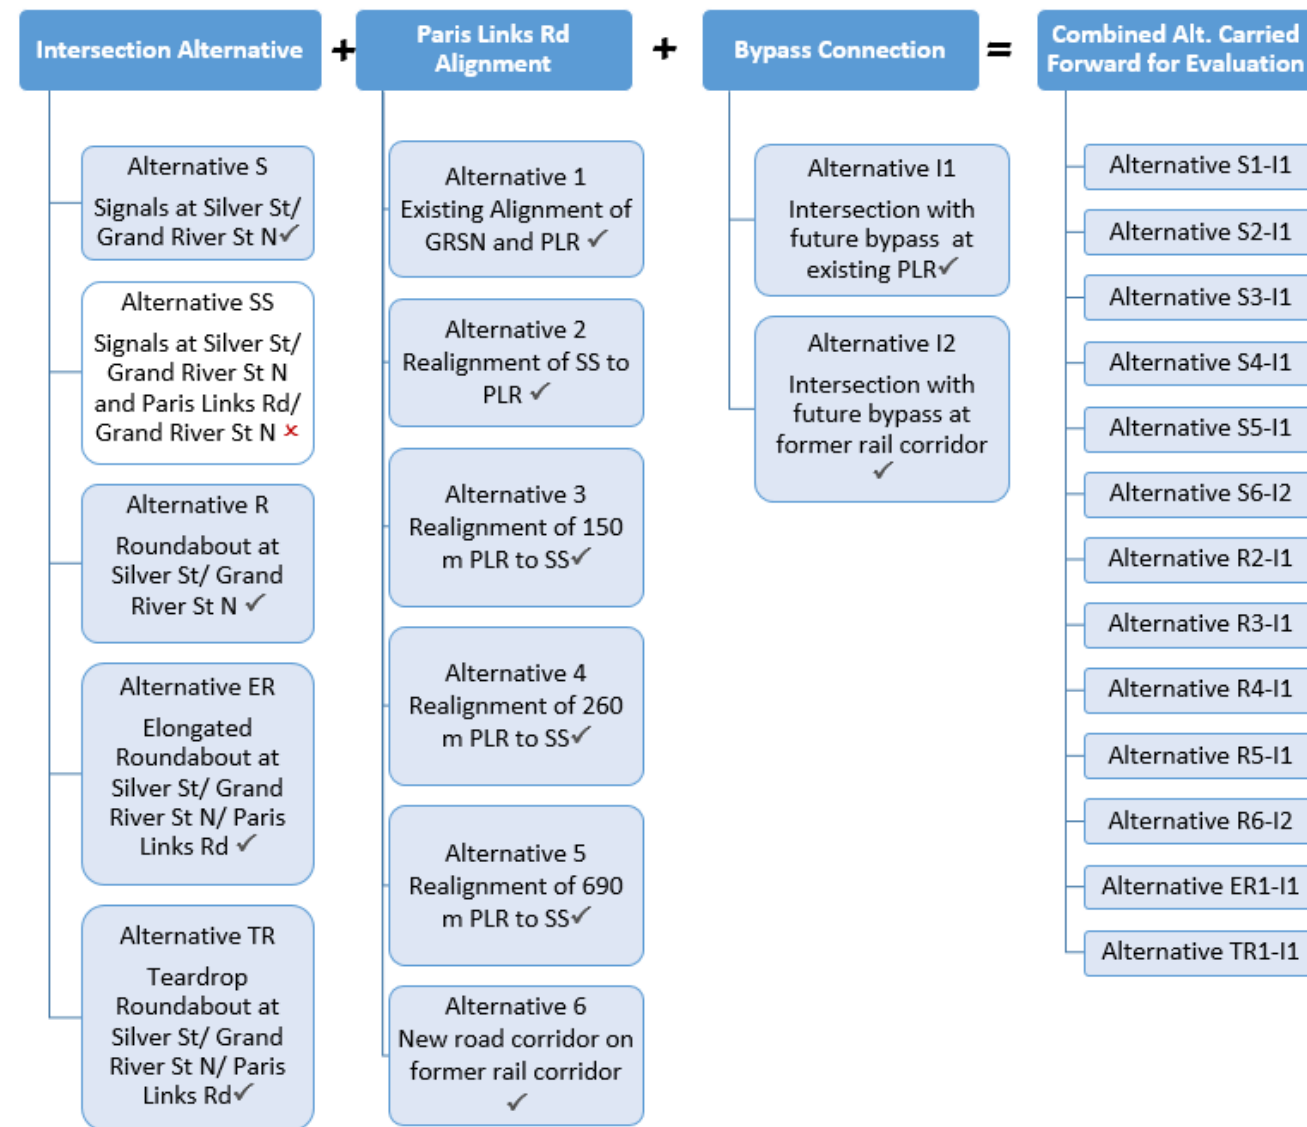 Intersection Alternative
+
Paris Links Rd
Alignment
+
Bypass Connection
=
Combined Alt. Carried
Forward for Evaluation
Alternative S
Signals at Silver St/
Grand River St N✓
Alternative SS
Signals at Silver St/
Grand River St N
and Paris Links Rd/
Grand River St N ×
Alternative R
Roundabout at
Silver St/ Grand
River St N ✓
Alternative ER
Elongated
Roundabout at
Silver St/ Grand
River St N/ Paris
Links Rd ✓
Alternative TR
Teardrop
Roundabout at
Silver St/ Grand
River St N/ Paris
Links Rd✓
Alternative 1
Existing Alignment of
GRSN and PLR ✓
Alternative 2
Realignment of SS to
PLR ✓
Alternative 3
Realignment of 150
m PLR to SS✓
Alternative 4
Realignment of 260
m PLR to SS✓
Alternative 5
Realignment of 690
m PLR to SS✓
Alternative 6
New road corridor on
former rail corridor
✓
Alternative I1
Intersection with
future bypass at
existing PLR✓
Alternative I2
Intersection with
future bypass at
former rail corridor
✓
Alternative S1-I1
Alternative S2-I1
Alternative S3-I1
Alternative S4-I1
Alternative S5-I1
Alternative S6-I2
Alternative R2-I1
Alternative R3-I1
Alternative R4-I1
Alternative R5-I1
Alternative R6-I2
Alternative ER1-I1
Alternative TR1-I1